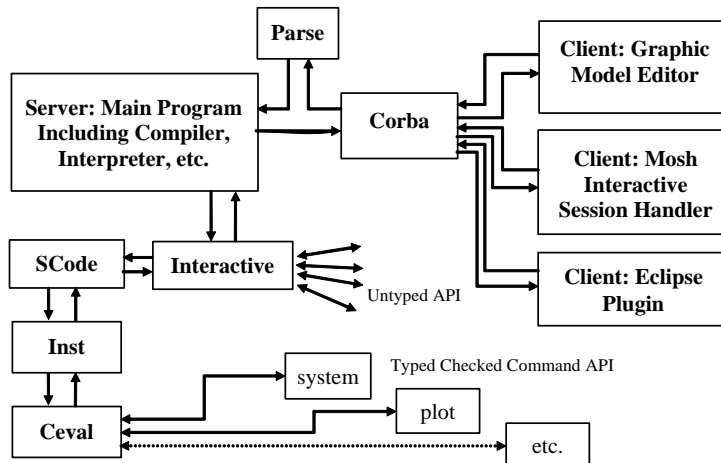 Parse
Client: Graphic
Model Editor
Server: Main Program
Including Compiler,
Interpreter, etc.
Corba
Client: Mosh
Interactive
Session Handler
SCode
Interactive
Untyped API
Client: Eclipse
Plugin
Inst
system
Typed Checked Command API
plot
Ceval
etc.